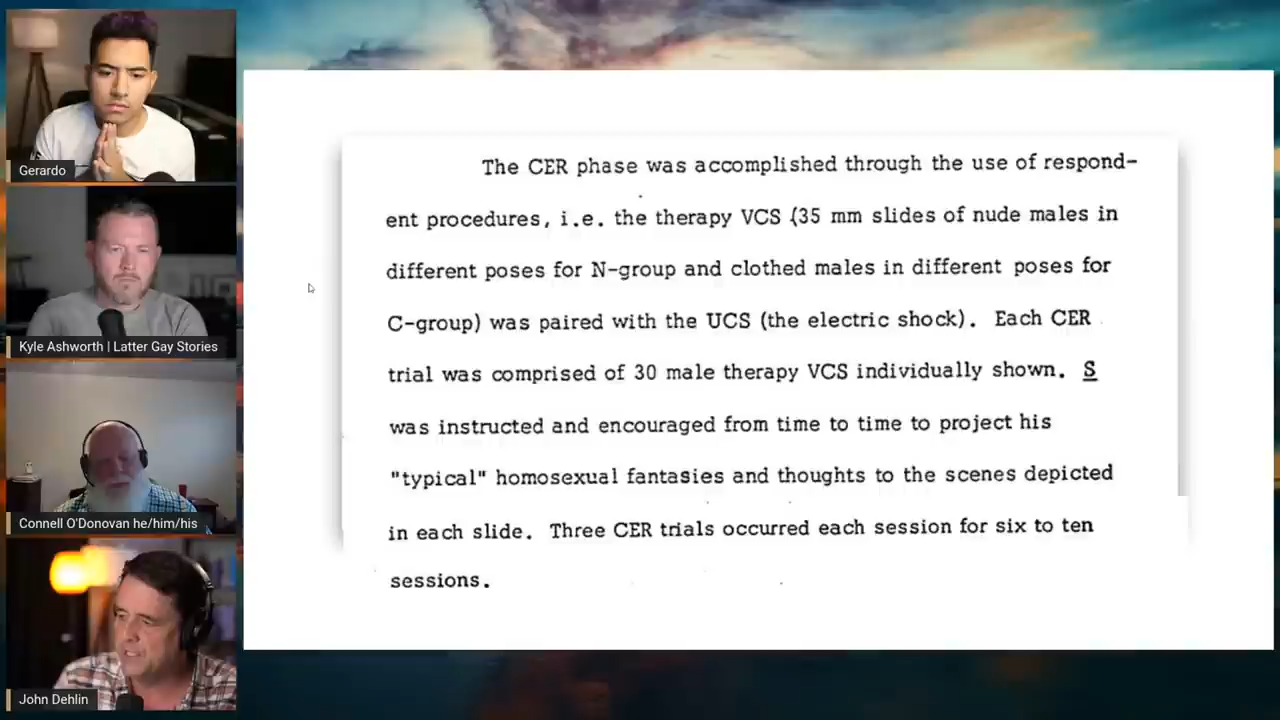 Gerardo
Kyle Ashworth | Latter Gay Stories
Connell O'Donovan he/him/his
John Dehlin
The CER phase was accomplished through the use of respond-
ent procedures, i.e. the therapy VCS (35 mm slides of nude males in
different poses for N-group and clothed males in different poses for
C-group) was paired with the UCS (the electric shock). Each CER
trial was comprised of 30 male therapy VCS individually shown. S
was instructed and encouraged from time to time to project his
"typical" homosexual fantasies and thoughts to the scenes depicted
in each slide. Three CER trials occurred each session for six to ten
sessions.